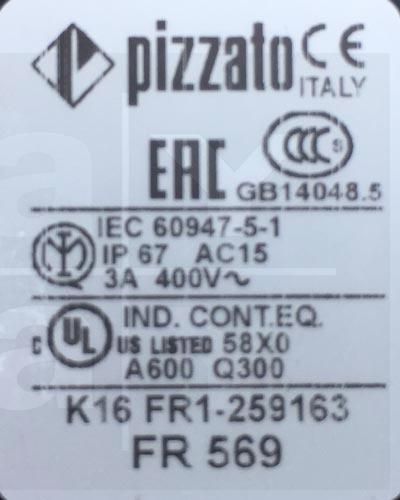 pizzato CE
ITALY
EAC CCC S
GB14048.5
IEC 60947-5-1
IP 67 AC15
3A 400V~
IND. CONT.EQ.
C UL US LISTED 58X0
A600 Q300
K16 FR1-259163
FR 569